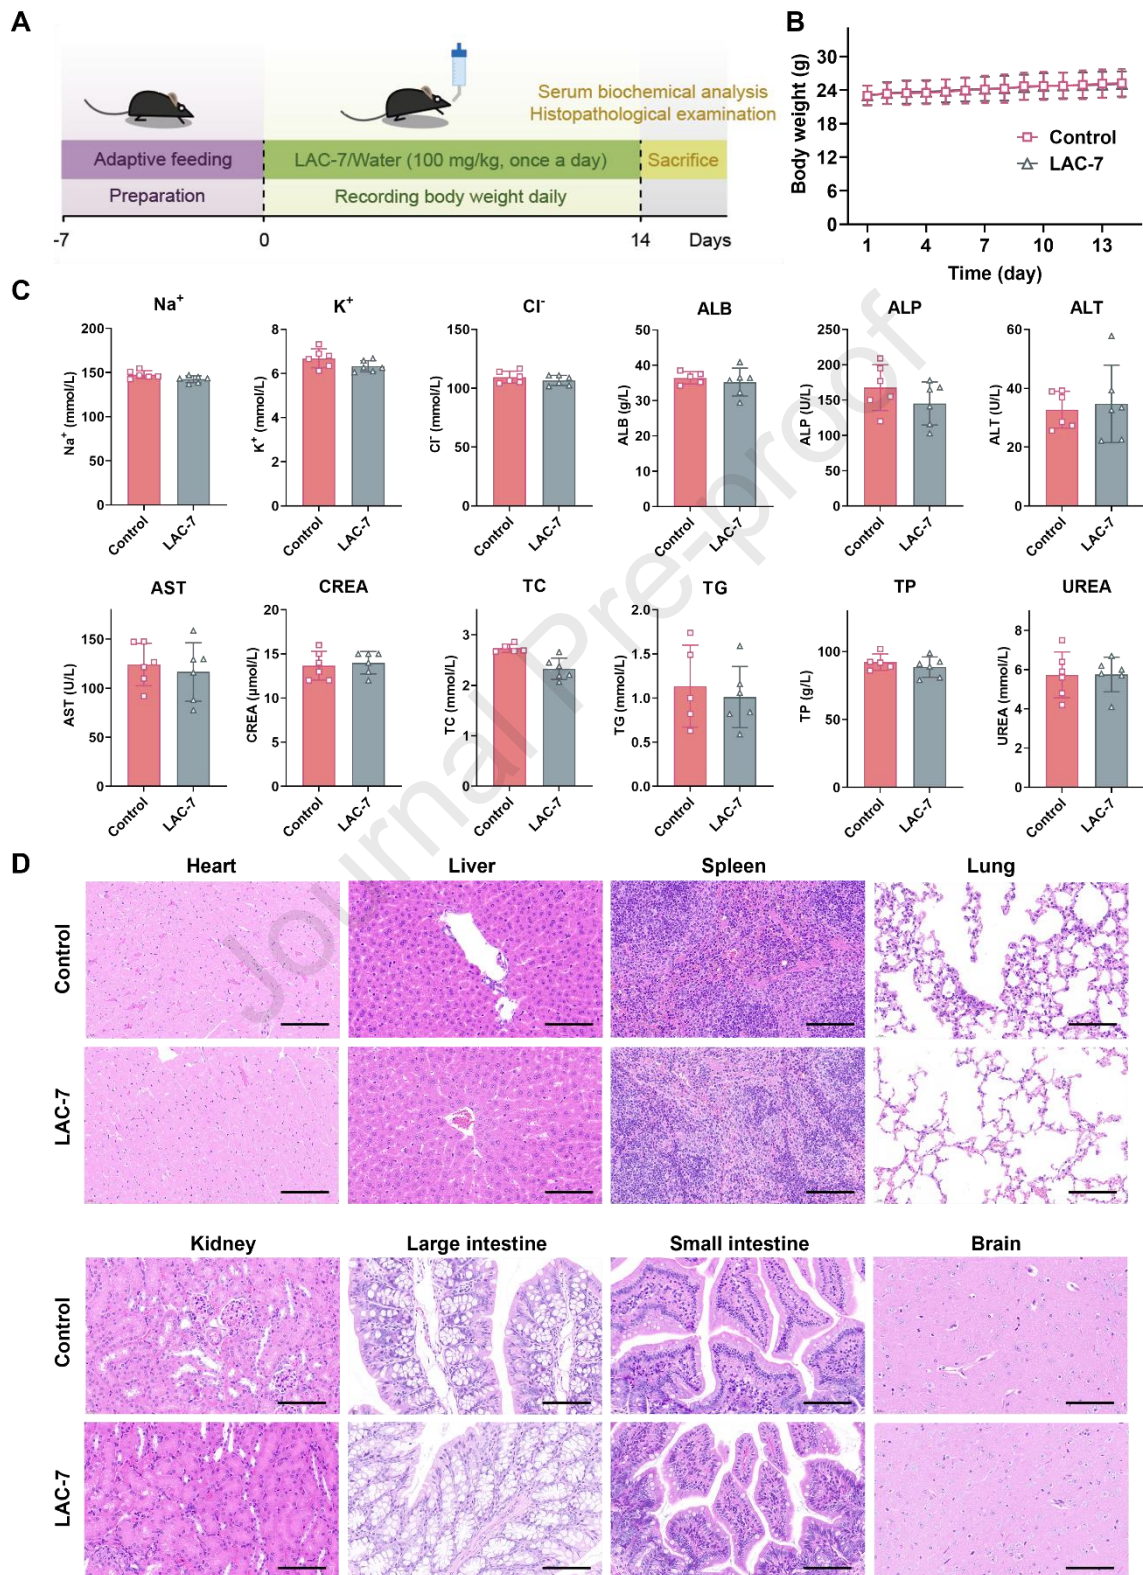 A
Serum biochemical analysis
Histopathological examination
Adaptive feeding
LAC-7/Water (100 mg/kg, once a day)
Sacrifice
Preparation
Recording body weight daily
-7
0
14
Days
B
Body weight (g)
30
24
18
12
6
0
Control
LAC-7
1
4
7
10
13
Time (day)
C
Na⁺
Na⁺ (mmol/L)
200
150
100
50
0
Control
LAC-7
K⁺
K⁺ (mmol/L)
8
6
4
2
0
Control
LAC-7
Cl⁻
Cl⁻ (mmol/L)
150
100
50
0
Control
LAC-7
ALB
ALB (g/L)
50
40
30
20
10
0
Control
LAC-7
ALP
ALP (U/L)
250
200
150
100
50
0
Control
LAC-7
ALT
ALT (U/L)
60
40
20
0
Control
LAC-7
AST
AST (U/L)
150
100
50
0
Control
LAC-7
CREA
CREA (μmol/L)
20
15
10
5
0
Control
LAC-7
TC
TC (mmol/L)
3
2
1
0
Control
LAC-7
TG
TG (mmol/L)
2.0
1.5
1.0
0.5
0.0
Control
LAC-7
TP
TP (g/L)
100
50
0
Control
LAC-7
UREA
UREA (mmol/L)
8
6
4
2
0
Control
LAC-7
Journal Pre-proof
D
Heart
Liver
Spleen
Lung
Control
LAC-7
Kidney
Large intestine
Small intestine
Brain
Control
LAC-7